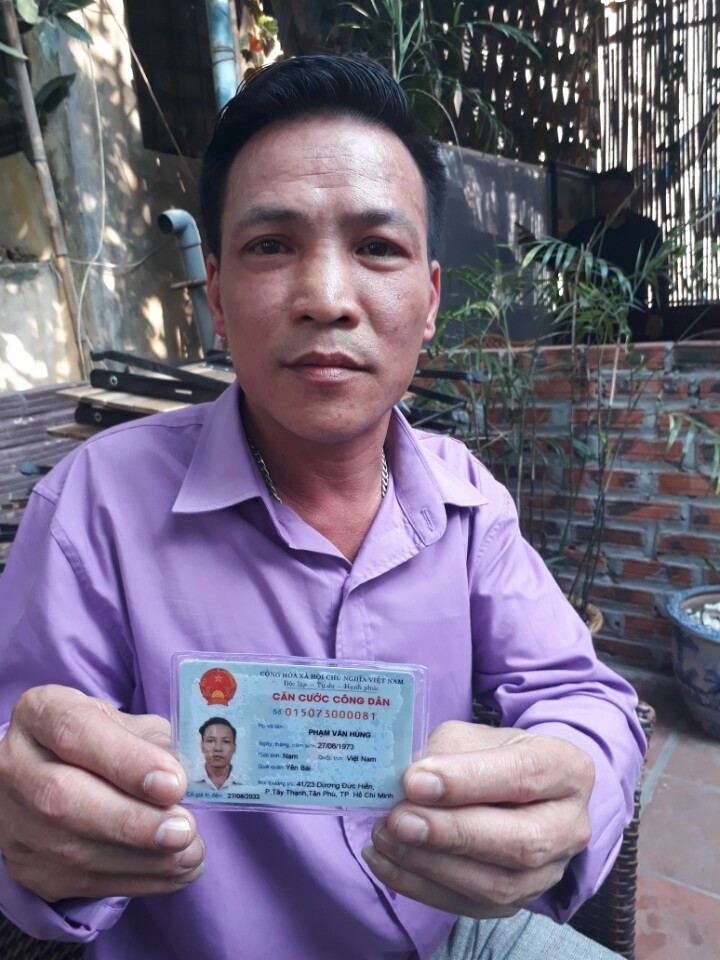 CỘNG HÒA XÃ HỘI CHỦ NGHĨA VIỆT NAM
Độc lập - Tự do - Hạnh phúc
CĂN CƯỚC CÔNG DÂN
Số 015073000081
Họ và tên
PHẠM VĂN HÙNG
Ngày, tháng, năm sinh 27/08/1973
Giới tính Nam Quốc tịch Việt Nam
Quê quán Yên Bái
Nơi thường trú 41/23 Dương Đức Hiền,
P.Tây Thạnh, Tân Phú, TP. Hồ Chí Minh
Có giá trị đến 27/08/2033